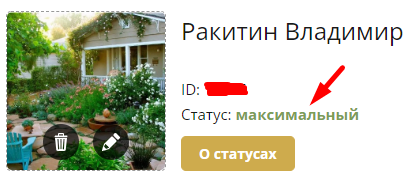 Ракитин Владимир
ID:
Статус: максимальный
О статусах